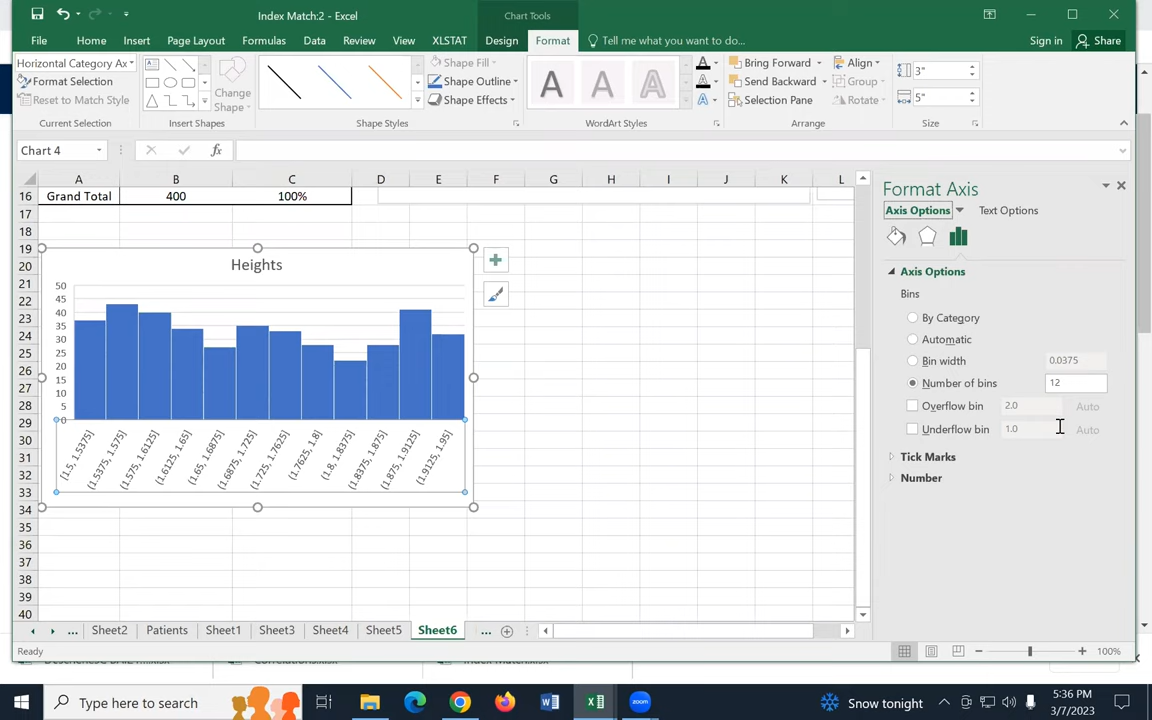 Index Match:2 - Excel
Chart Tools
File Home Insert Page Layout Formulas Data Review View XLSTAT Design Format Tell me what you want to do... Sign in Share
Horizontal Category Ax
Format Selection
Reset to Match Style
Current Selection
Change Shape
Insert Shapes
Shape Fill
Shape Outline
Shape Effects
Shape Styles
A A A
WordArt Styles
Bring Forward
Send Backward
Selection Pane
Align
Group
Rotate
Arrange
3"
5"
Size
Chart 4
fx
A B C D E F G H I J K L
16 Grand Total 400 100%
17
18
19
20
21
22
23
24
25
26
27
28
29
30
31
32
33
34
35
36
37
38
39
40
Heights
50
45
40
35
30
25
20
15
10
5
0
[1.5, 1.5375]
(1.5375, 1.575]
(1.575, 1.6125]
(1.6125, 1.65]
(1.65, 1.6875]
(1.6875, 1.725]
(1.725, 1.7625]
(1.7625, 1.8]
(1.8, 1.8375]
(1.8375, 1.875]
(1.875, 1.9125]
(1.9125, 1.95]
Format Axis
Axis Options Text Options
Axis Options
Bins
By Category
Automatic
Bin width 0.0375
Number of bins 12
Overflow bin 2.0 Auto
Underflow bin 1.0 Auto
Tick Marks
Number
... Sheet2 Patients Sheet1 Sheet3 Sheet4 Sheet5 Sheet6 ...
Ready
100%
Type here to search
Snow tonight
5:36 PM
3/7/2023